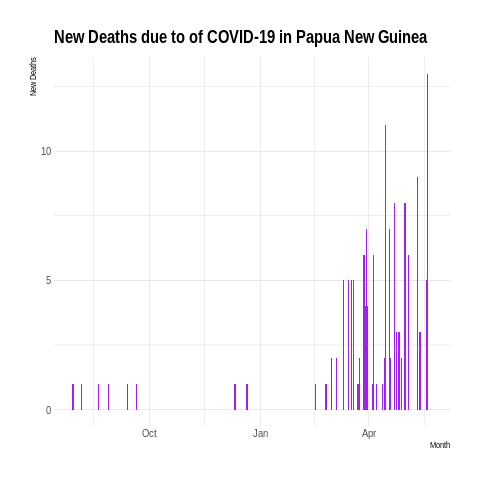 New Deaths due to of COVID-19 in Papua New Guinea
New Deaths
10
5
0
Oct Jan Apr
Month